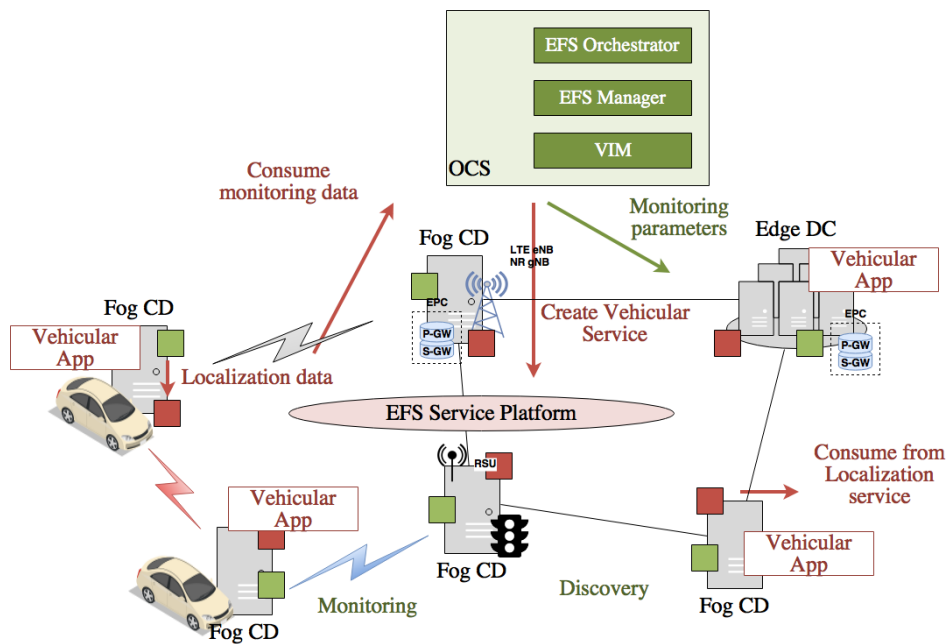 EFS Orchestrator
EFS Manager
VIM
OCS
Consume
monitoring data
Monitoring
parameters
Fog CD
LTE eNB
NR gNB
Edge DC
Vehicular
App
Fog CD
EPC
P-GW
S-GW
Create Vehicular
Service
EPC
P-GW
S-GW
Vehicular
App
Localization data
EFS Service Platform
RSU
Consume from
Localization
service
Vehicular
App
Fog CD
Vehicular
App
Monitoring
Discovery
Fog CD
Fog CD